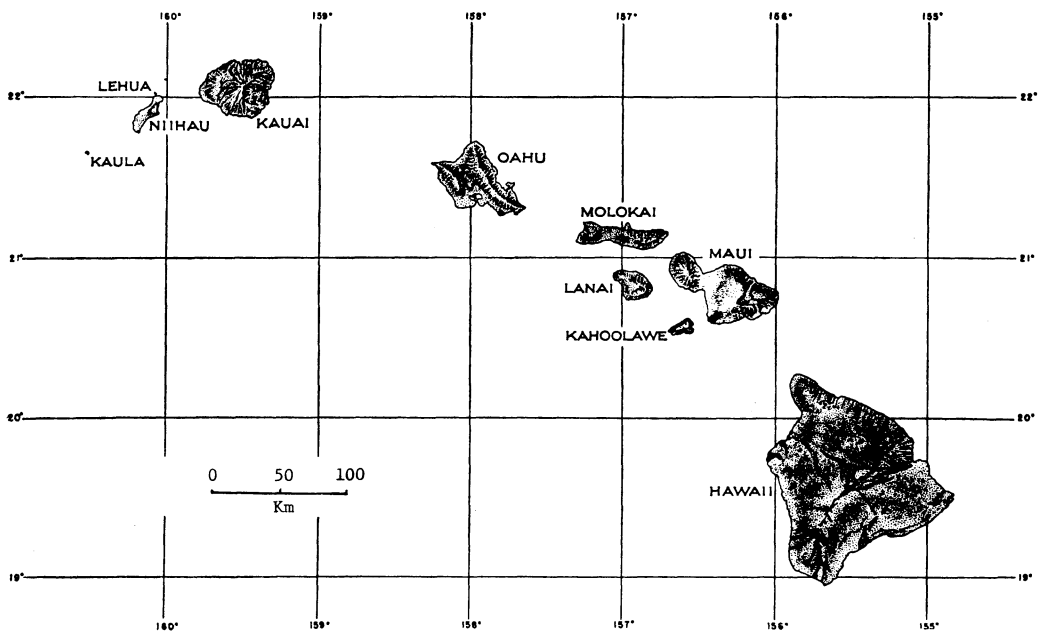 160° 159° 158° 157° 156° 155°
LEHUA
22° 22°
NIIHAU KAUAI
KAULA
OAHU
MOLOKAI
MAUI
21° 21°
LANAI
KAHOOLAWE
20° 20°
0 50 100
Km
HAWAII
19° 19°
160° 159° 158° 157° 156° 155°